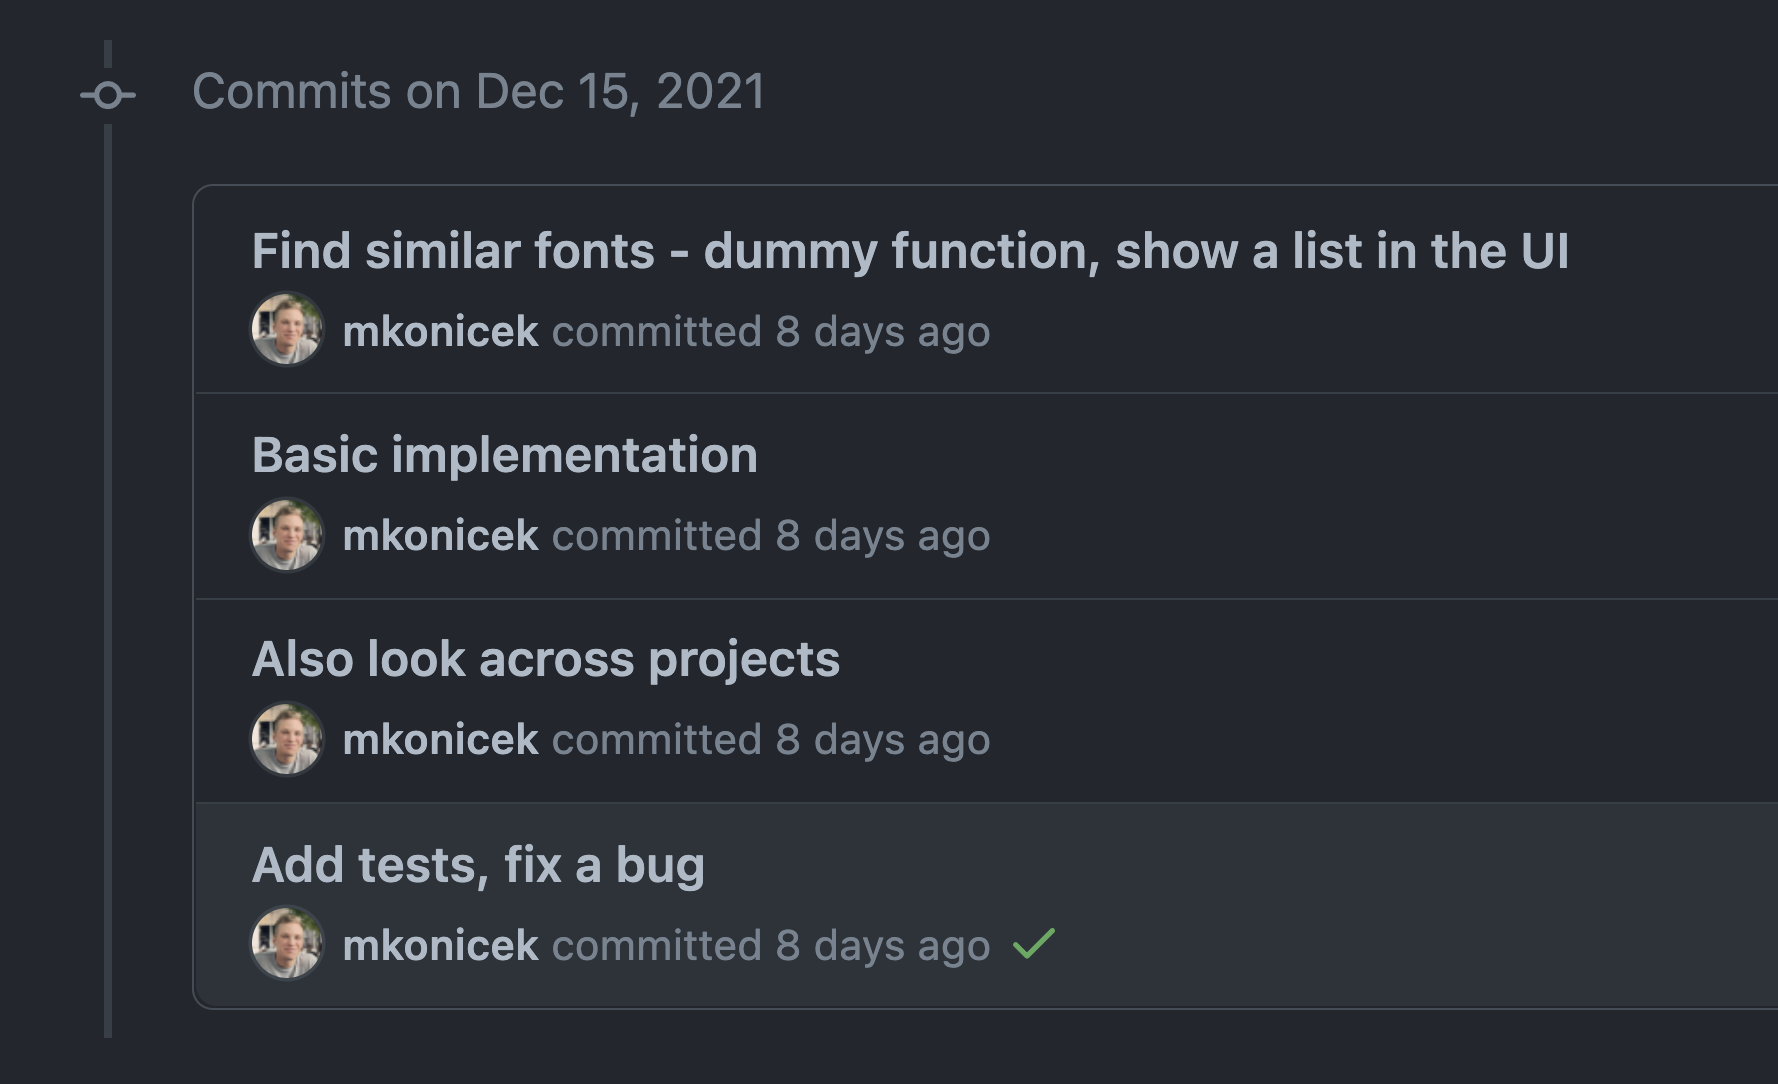 Commits on Dec 15, 2021
Find similar fonts - dummy function, show a list in the UI
mkonicek committed 8 days ago
Basic implementation
mkonicek committed 8 days ago
Also look across projects
mkonicek committed 8 days ago
Add tests, fix a bug
mkonicek committed 8 days ago